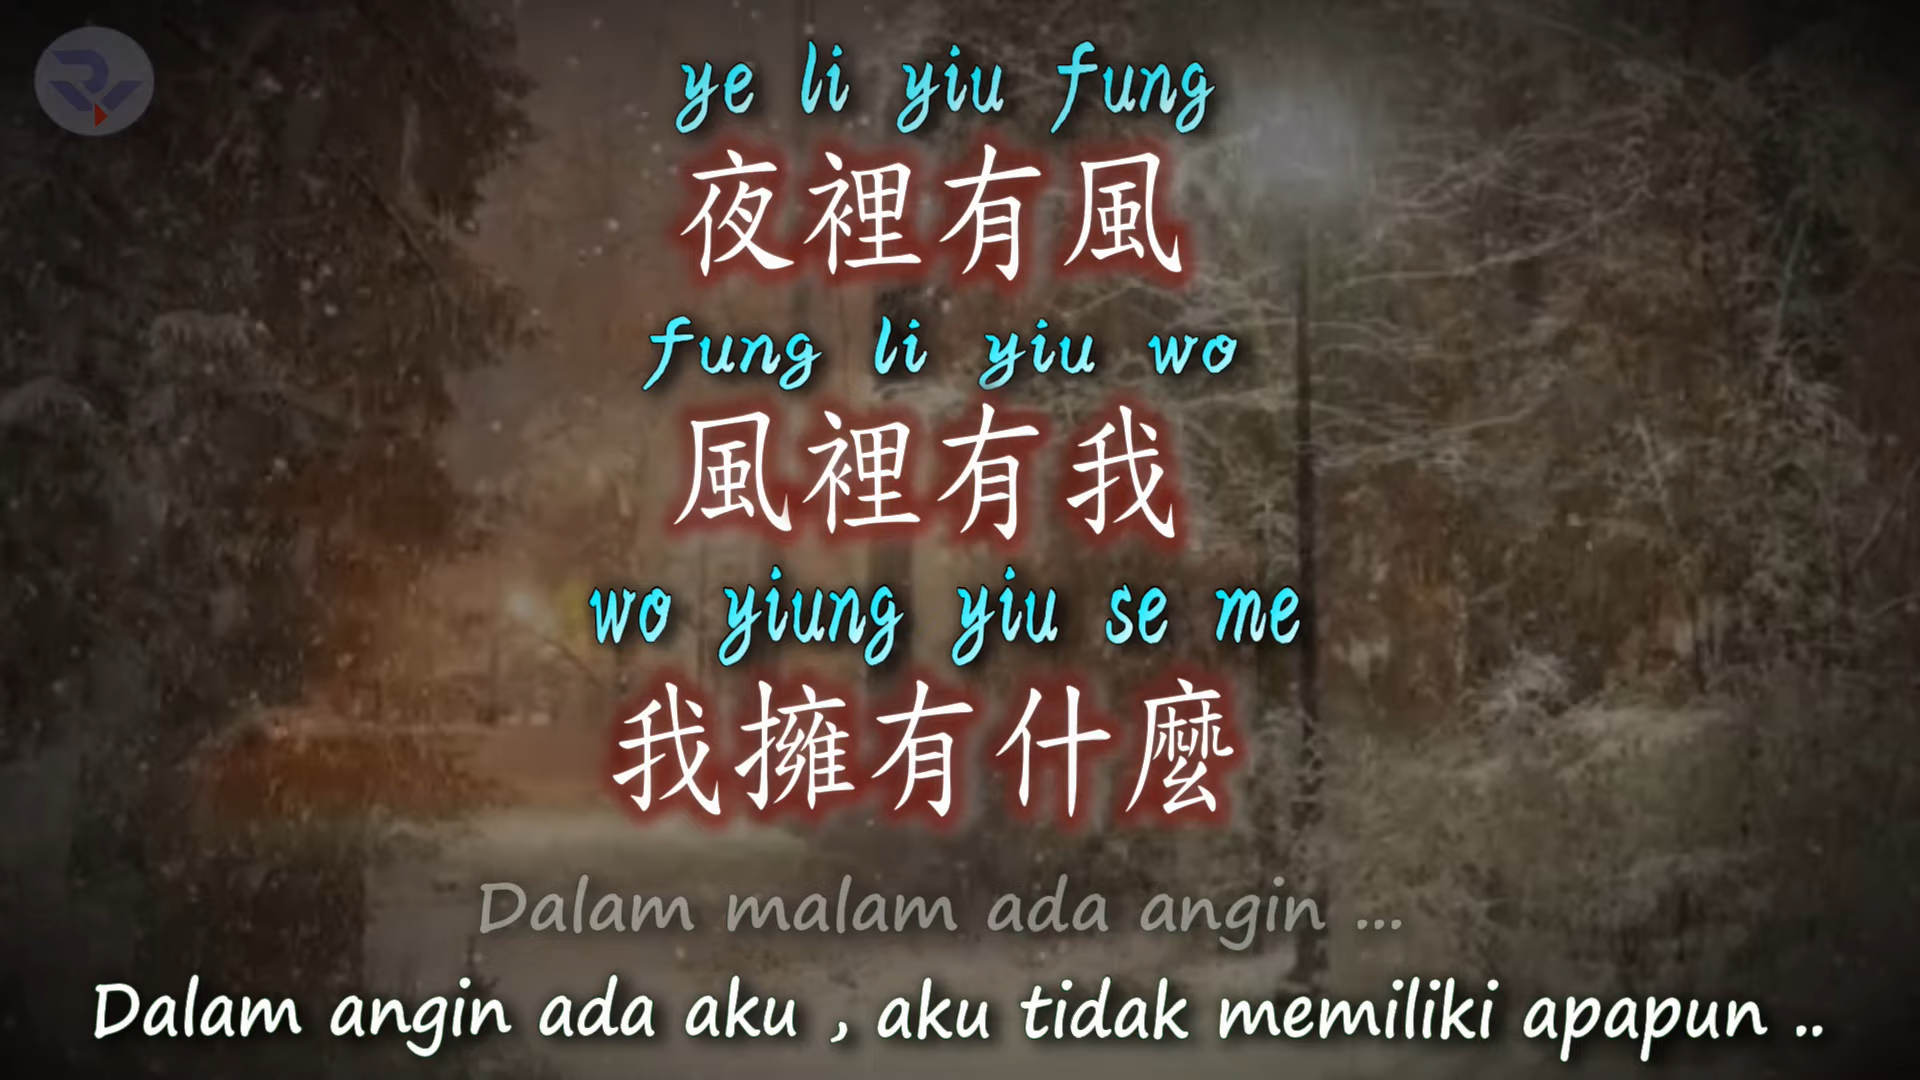 ye li yiu fung
夜裡有風
fung li yiu wo
風裡有我
wo yiung yiu se me
我擁有什麼
Dalam malam ada angin ...
Dalam angin ada aku , aku tidak memiliki apapun ..